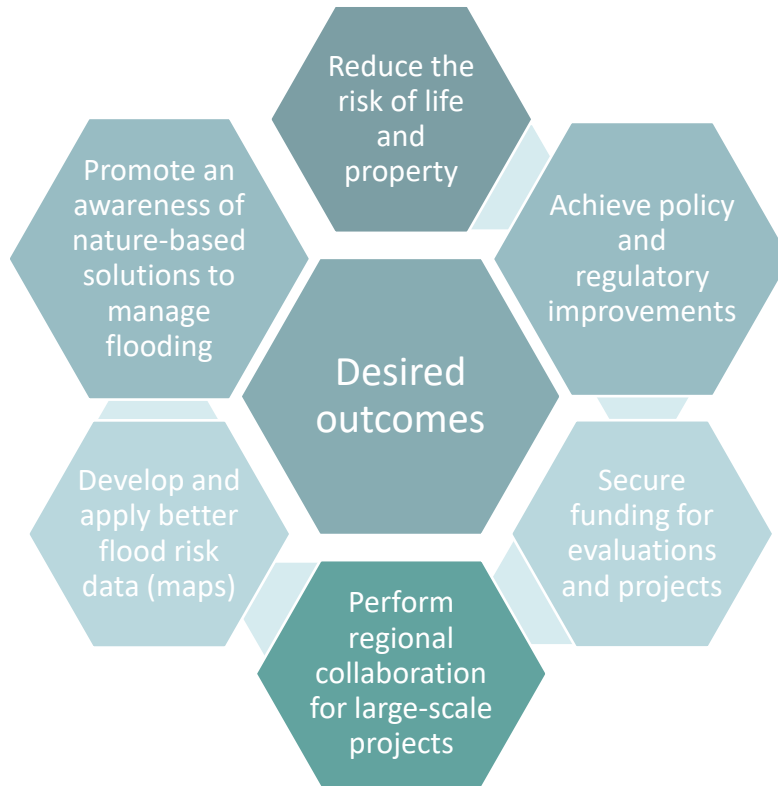 Reduce the
risk of life
and
property
Promote an
awareness of
nature-based
solutions to
manage
flooding
Achieve policy
and
regulatory
improvements
Desired
outcomes
Develop and
apply better
flood risk
data (maps)
Secure
funding for
evaluations
and projects
Perform
regional
collaboration
for large-scale
projects